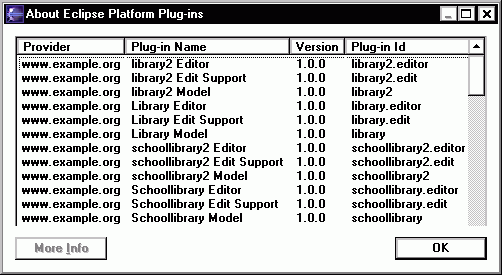 About Eclipse Platform Plug-ins
Provider Plug-in Name Version Plug-in Id
www.example.org library2 Editor 1.0.0 library2.editor
www.example.org library2 Edit Support 1.0.0 library2.edit
www.example.org library2 Model 1.0.0 library2
www.example.org Library Editor 1.0.0 library.editor
www.example.org Library Edit Support 1.0.0 library.edit
www.example.org Library Model 1.0.0 library
www.example.org schoollibrary2 Editor 1.0.0 schoollibrary2.editor
www.example.org schoollibrary2 Edit Support 1.0.0 schoollibrary2.edit
www.example.org schoollibrary2 Model 1.0.0 schoollibrary2
www.example.org Schoollibrary Editor 1.0.0 schoollibrary.editor
www.example.org Schoollibrary Edit Support 1.0.0 schoollibrary.edit
www.example.org Schoollibrary Model 1.0.0 schoollibrary
More Info OK